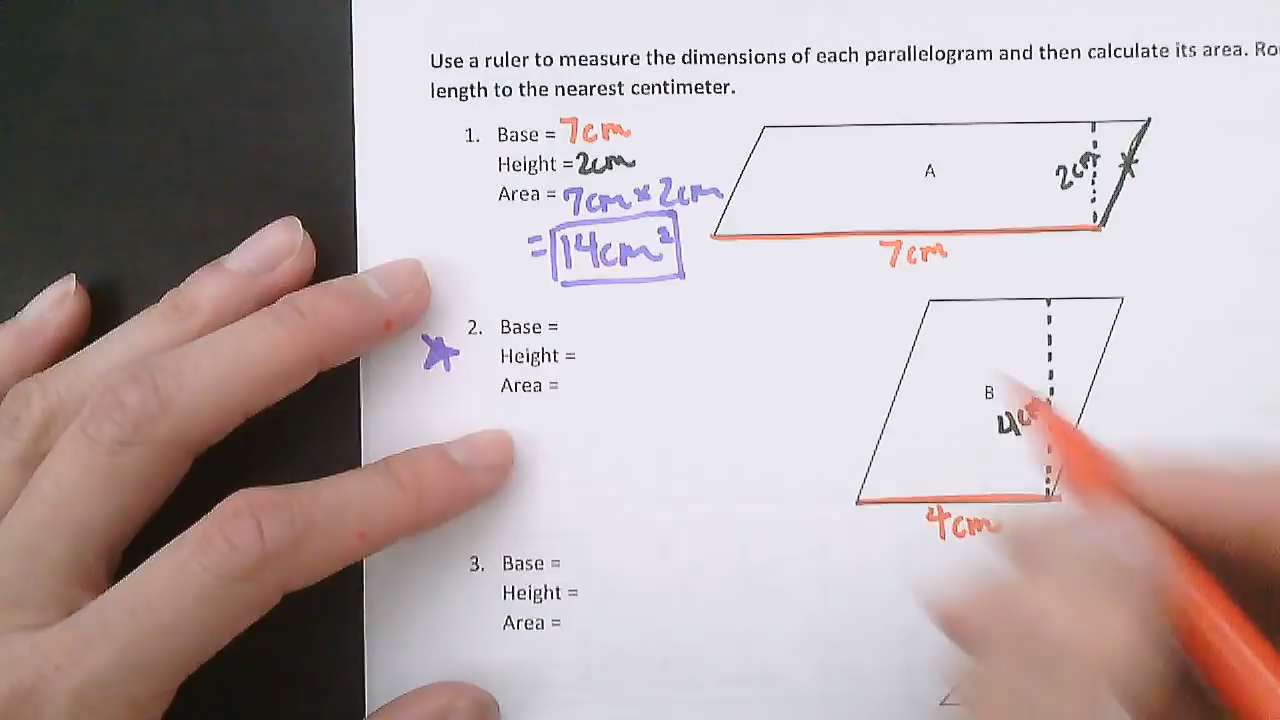 Use a ruler to measure the dimensions of each parallelogram and then calculate its area.
length to the nearest centimeter.
1. Base = 7cm
Height = 2cm
Area = 7cm × 2cm
= 14cm²
A
2cm
7cm
2. Base =
Height =
Area =
B
4cm
3. Base =
Height =
Area =